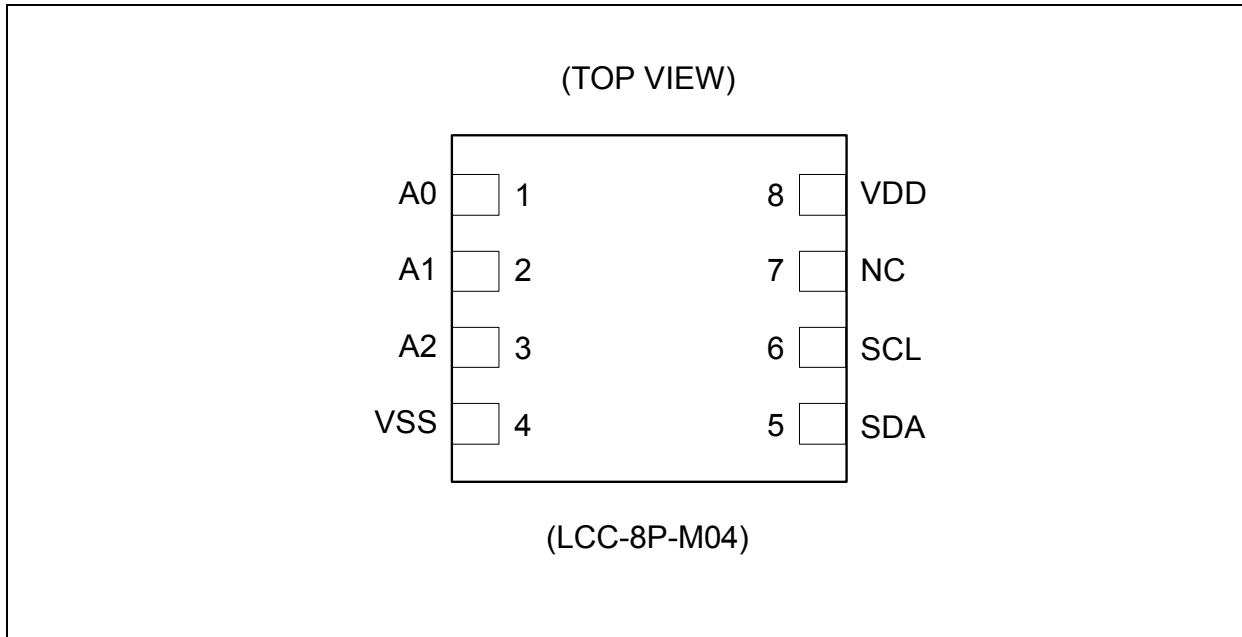 (TOP VIEW)
A0 1 8 VDD
A1 2 7 NC
A2 3 6 SCL
VSS 4 5 SDA
(LCC-8P-M04)